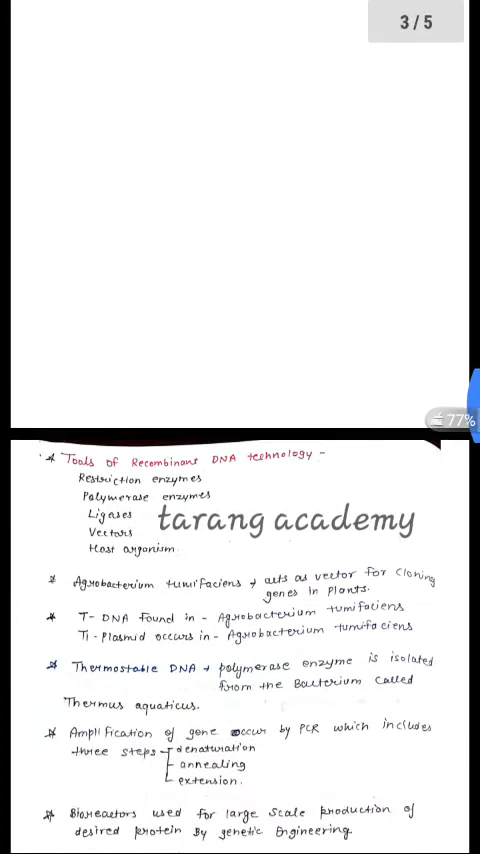 3 / 5
77%
* Tools of Recombinant DNA technology -
Restriction enzymes
Polymerase enzymes
Ligases
Vectors
Host organism.
tarang academy
* Agrobacterium tumifaciens → acts as vector for cloning
genes in plants.
* T-DNA found in - Agrobacterium tumifaciens
Ti-plasmid occurs in - Agrobacterium tumifaciens
* Thermostable DNA → polymerase enzyme is isolated
from the Bacterium called
Thermus aquaticus.
* Amplification of gene occur by PCR which includes
three steps - denaturation
- annealing
- extension.
* Bioreactors used for large scale production of
desired protein By genetic Engineering.